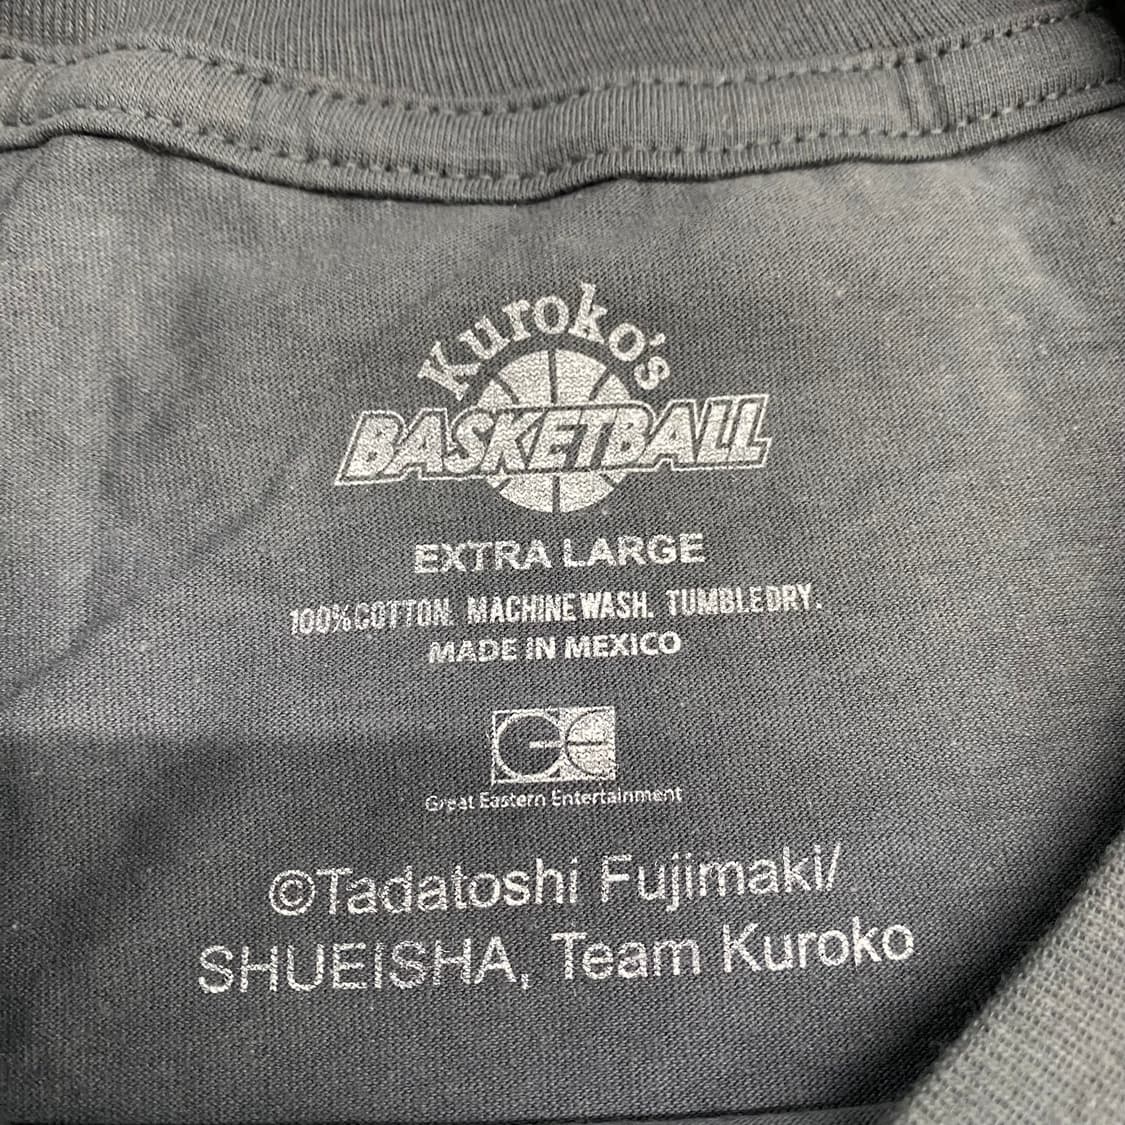 Kuroko's
BASKETBALL
EXTRA LARGE
100% COTTON. MACHINE WASH. TUMBLE DRY.
MADE IN MEXICO
GE
Great Eastern Entertainment
©Tadatoshi Fujimaki/
SHUEISHA, Team Kuroko